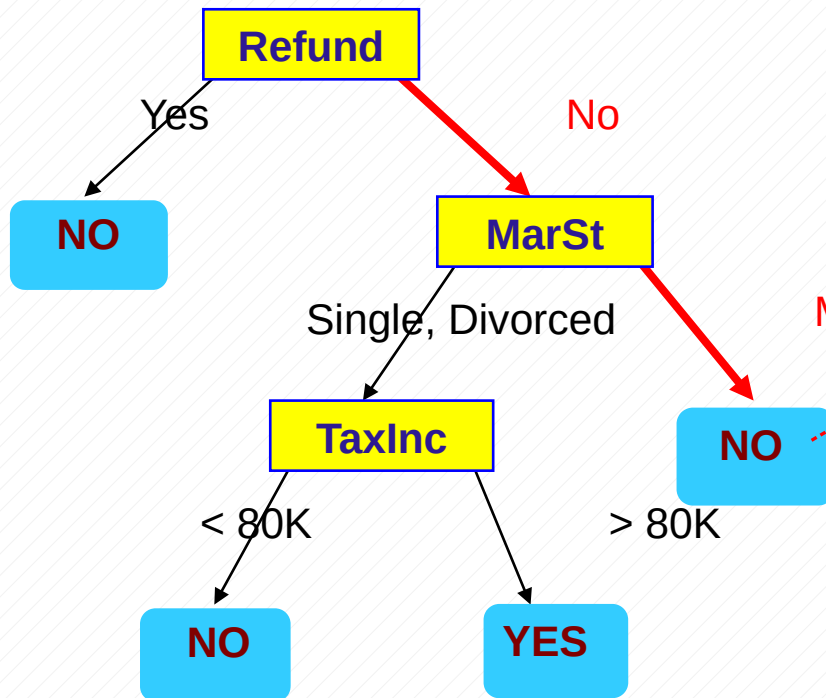 Refund
Yes
No
NO
MarSt
Single, Divorced
M
TaxInc
NO
< 80K
> 80K
NO
YES